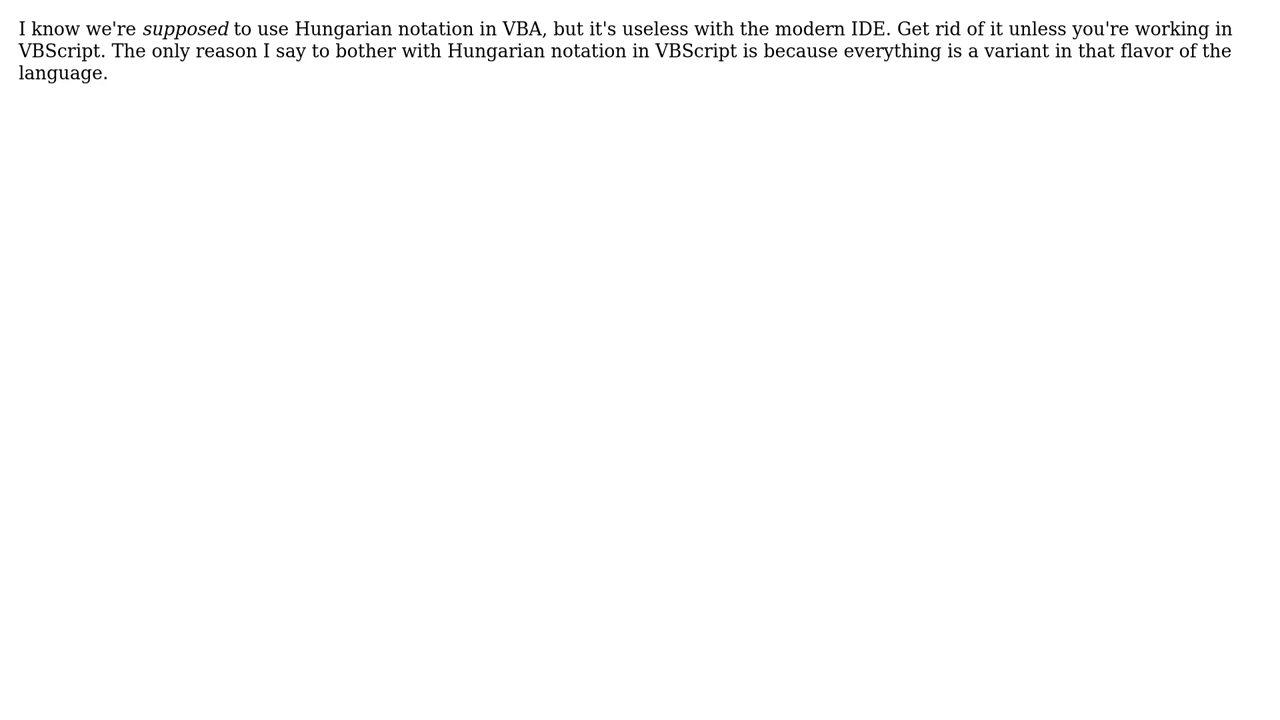 I know we're supposed to use Hungarian notation in VBA, but it's useless with the modern IDE. Get rid of it unless you're working in
VBScript. The only reason I say to bother with Hungarian notation in VBScript is because everything is a variant in that flavor of the
language.